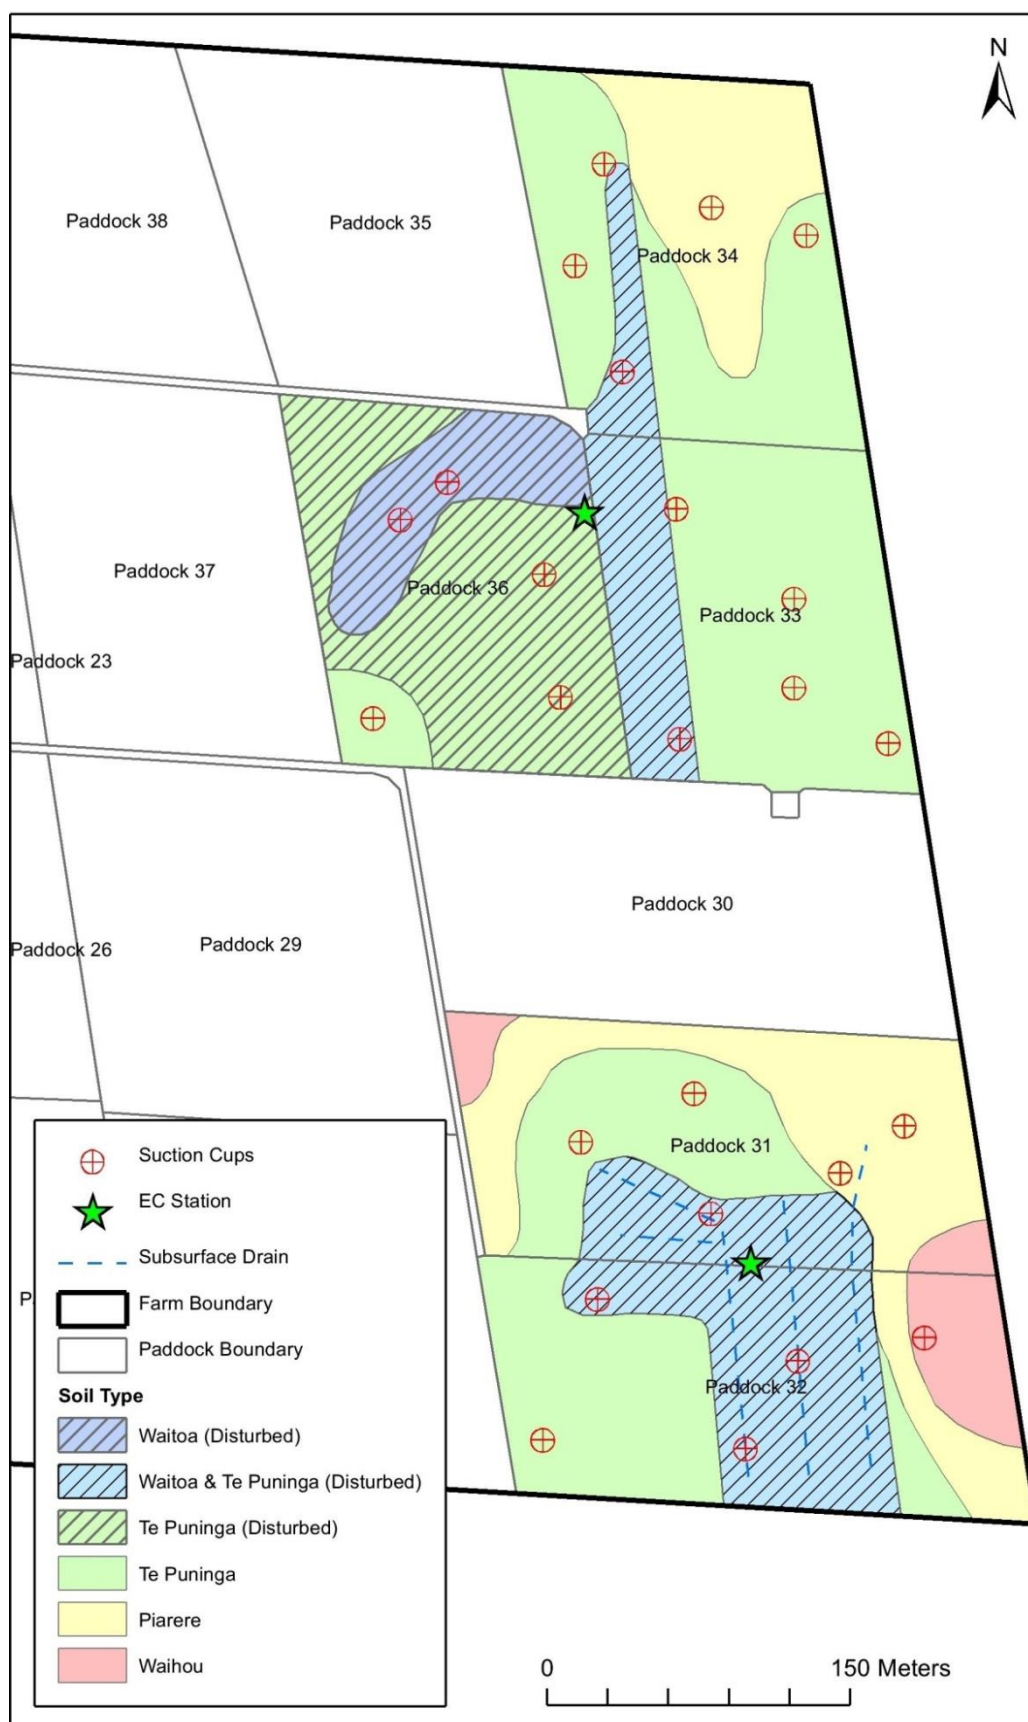 N
Paddock 38
Paddock 35
Paddock 34
Paddock 37
Paddock 36
Paddock 33
Paddock 23
Paddock 30
Paddock 29
Paddock 26
Paddock 31
Paddock 32
P
Suction Cups
EC Station
Subsurface Drain
Farm Boundary
Paddock Boundary
Soil Type
Waitoa (Disturbed)
Waitoa & Te Puninga (Disturbed)
Te Puninga (Disturbed)
Te Puninga
Piarere
Waihou
0 150 Meters